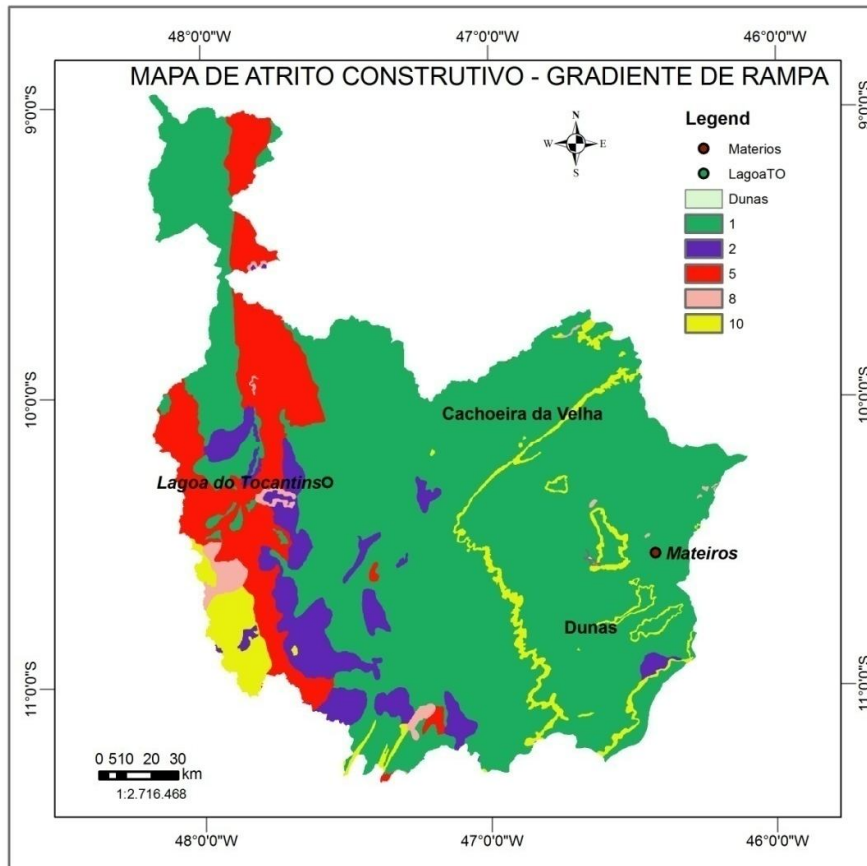 48°0'0"W 47°0'0"W 46°0'0"W
MAPA DE ATRITO CONSTRUTIVO - GRADIENTE DE RAMPA
9°0'0"S
9°0'0"S
N
W E
S
Legend
Materios
LagoaTO
Dunas
1
2
5
8
10
10°0'0"S
10°0'0"S
Cachoeira da Velha
Lagoa do Tocantins
Mateiros
Dunas
11°0'0"S
11°0'0"S
0 510 20 30
km
1:2.716.468
48°0'0"W 47°0'0"W 46°0'0"W